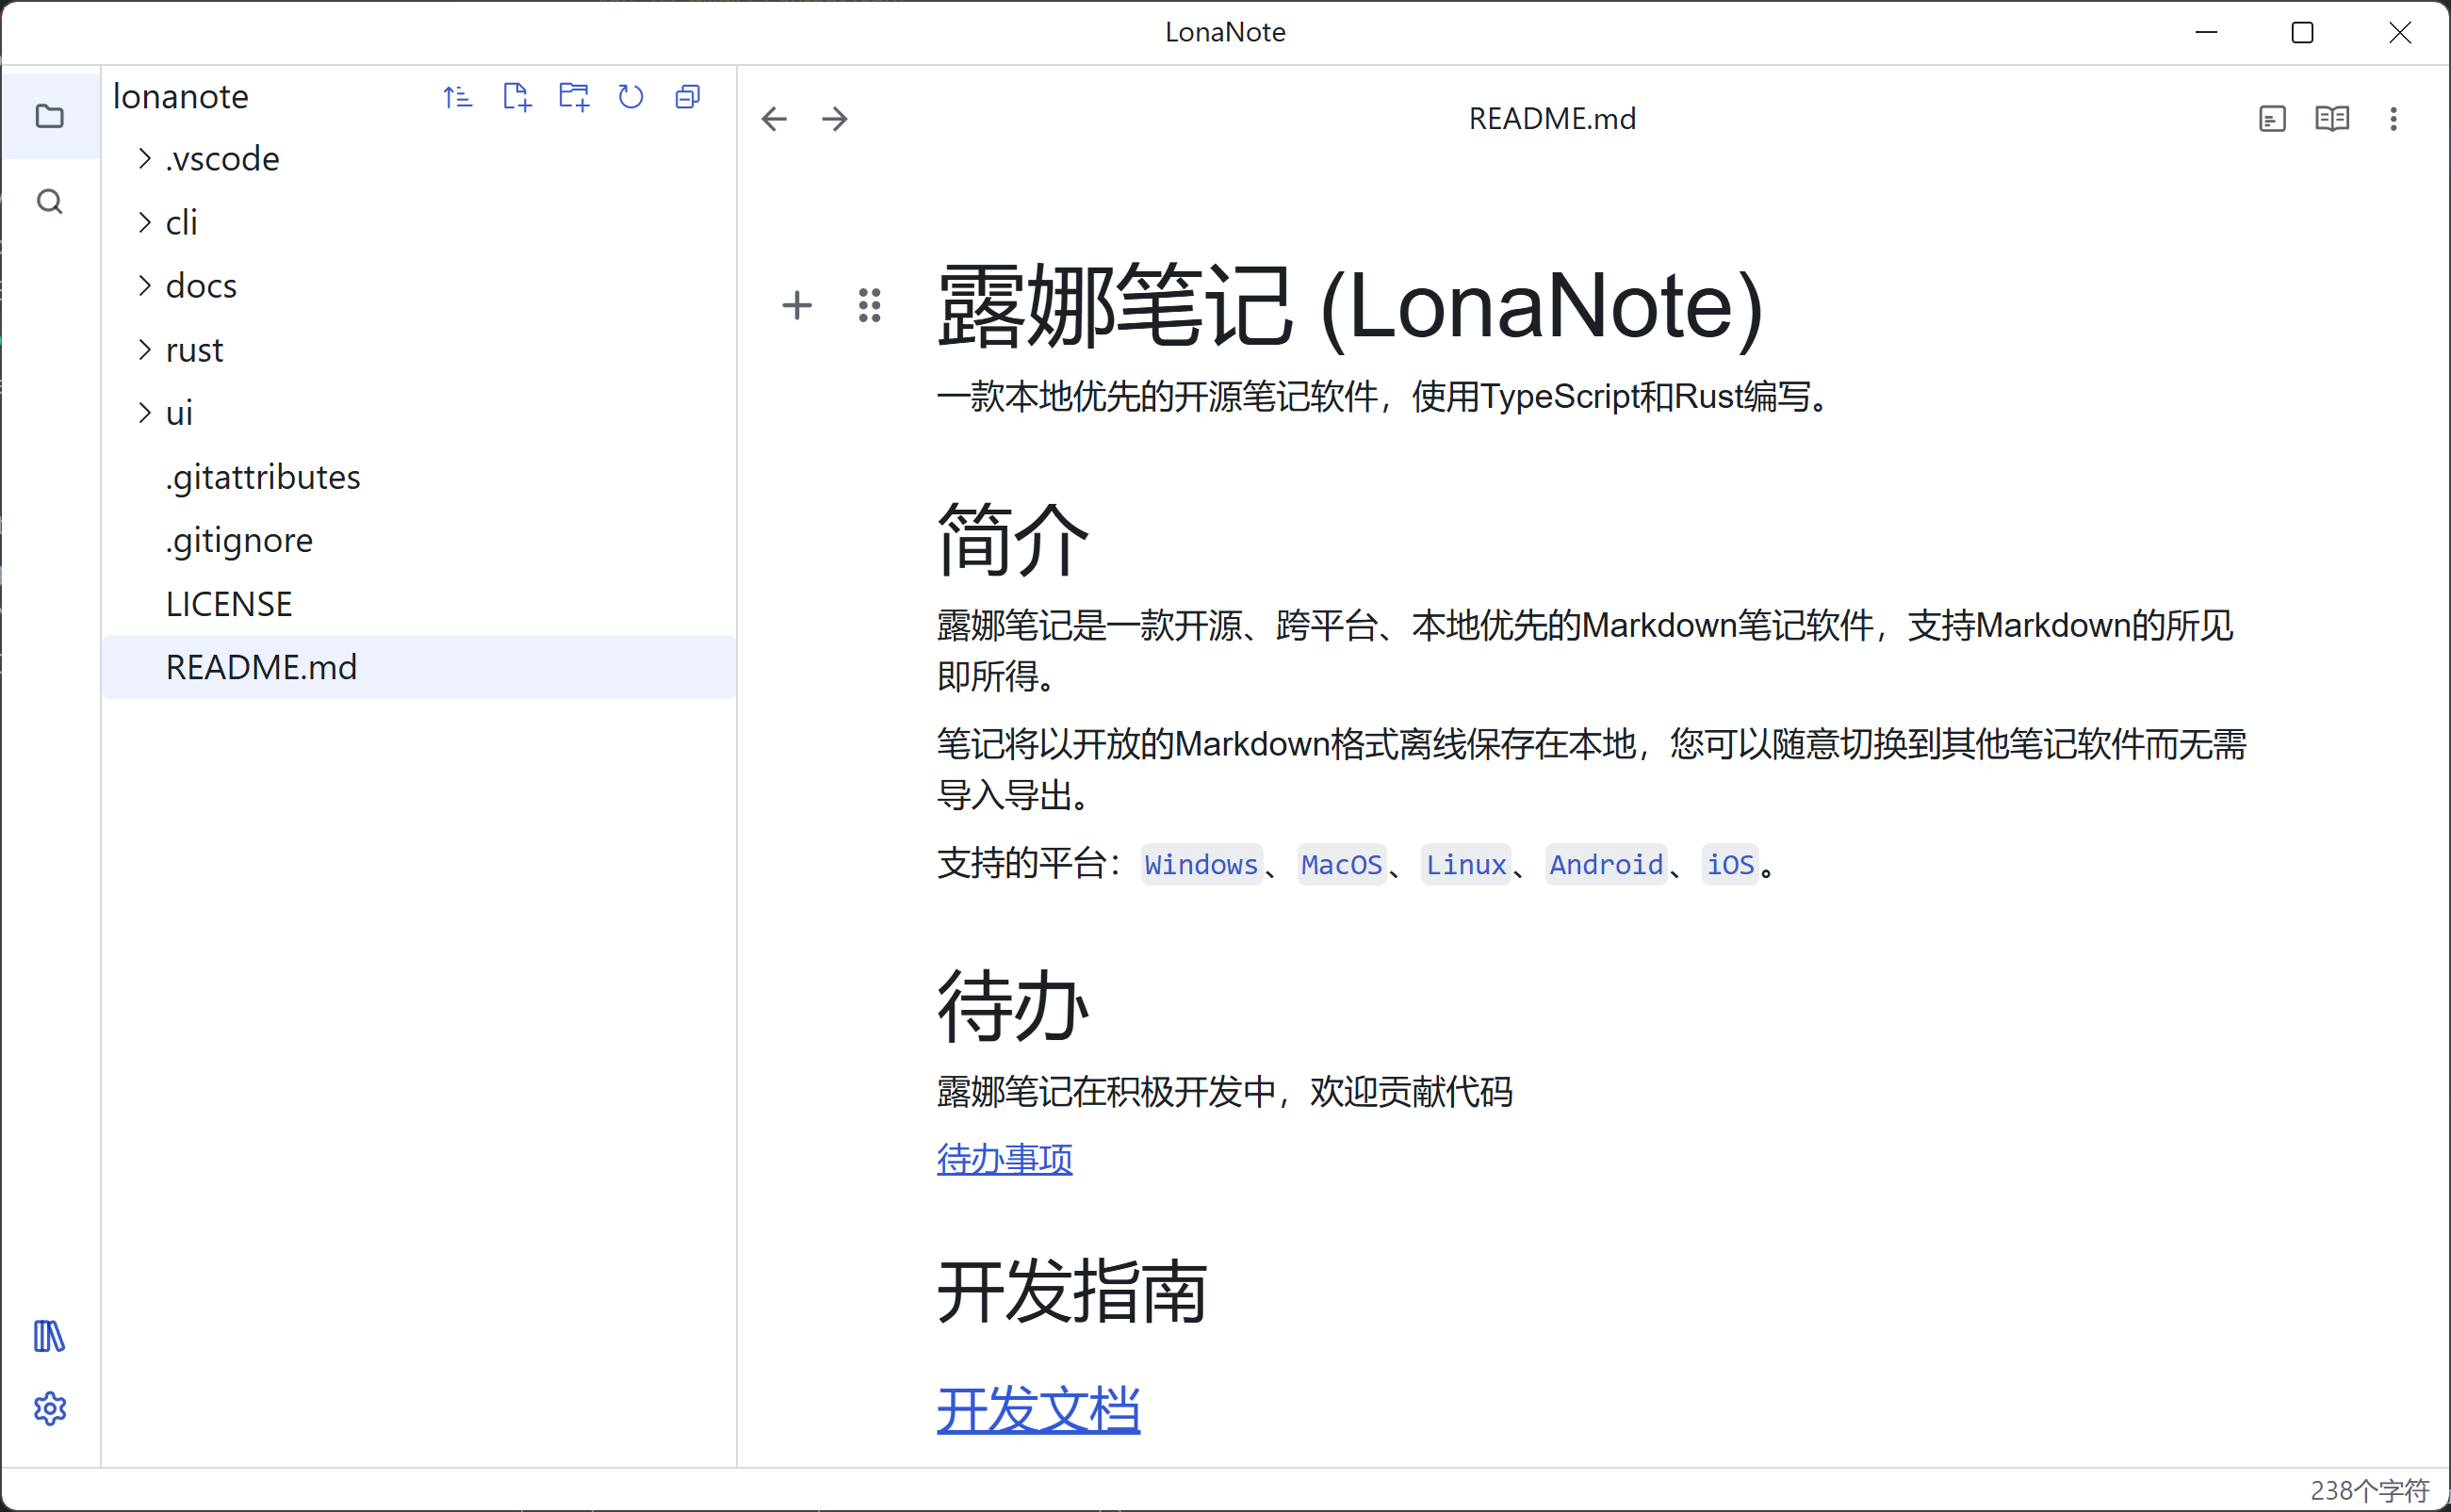 LonaNote
lonanote
.vscode
cli
docs
rust
ui
.gitattributes
.gitignore
LICENSE
README.md
README.md
露娜笔记 (LonaNote)
一款本地优先的开源笔记软件，使用TypeScript和Rust编写。
简介
露娜笔记是一款开源、跨平台、本地优先的Markdown笔记软件，支持Markdown的所见
即所得。
笔记将以开放的Markdown格式离线保存在本地，您可以随意切换到其他笔记软件而无需
导入导出。
支持的平台：Windows、MacOS、Linux、Android、iOS。
待办
露娜笔记在积极开发中，欢迎贡献代码
待办事项
开发指南
开发文档
238个字符